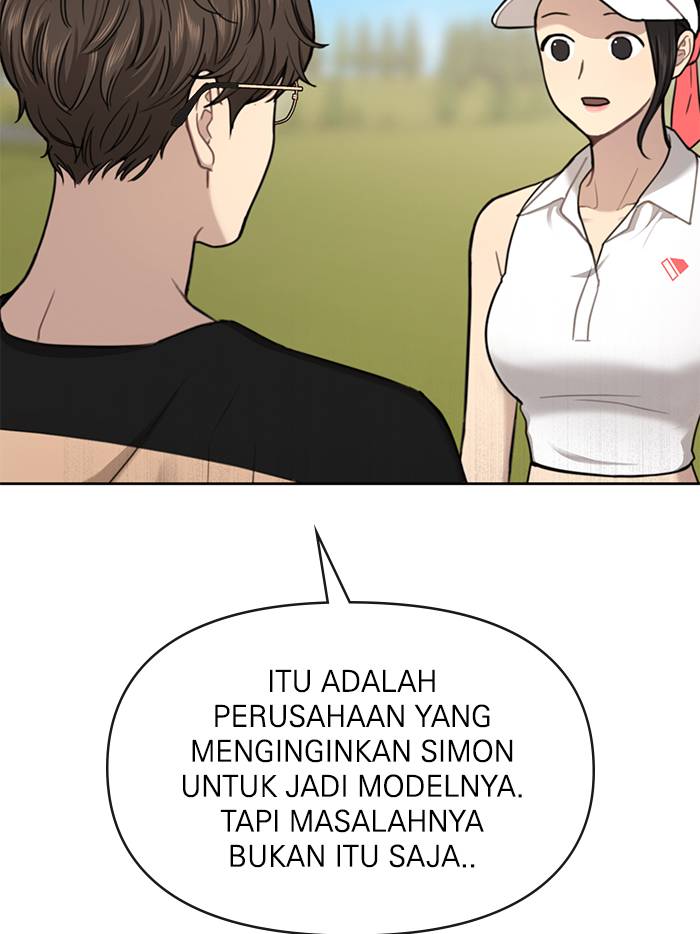 ITU ADALAH
PERUSAHAAN YANG
MENGINGINKAN SIMON
UNTUK JADI MODELNYA.
TAPI MASALAHNYA
BUKAN ITU SAJA..